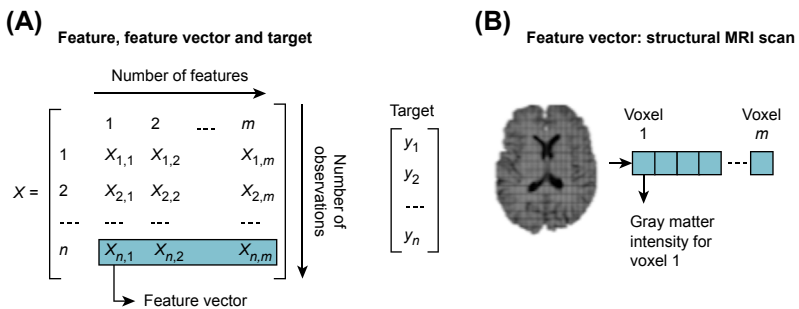 (A)
Feature, feature vector and target
Number of features
1 2 ---- m
1 X1,1 X1,2 X1,m
X = 2 X2,1 X2,2 X2,m
---- --- --- ---
n Xn,1 Xn,2 Xn,m
Feature vector
Number of
observations
Target
y1
y2
---
yn
(B)
Feature vector: structural MRI scan
Voxel
1
Voxel
m
----
Gray matter
intensity for
voxel 1